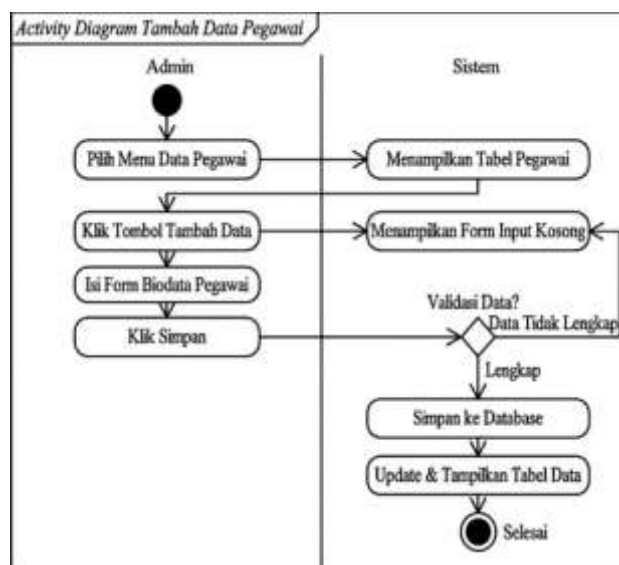 Activity Diagram Tambah Data Pegawai
Admin
Sistem
Pilih Menu Data Pegawai
Menampilkan Tabel Pegawai
Klik Tombol Tambah Data
Menampilkan Form Input Kosong
Isi Form Biodata Pegawai
Validasi Data?
Data Tidak Lengkap
Klik Simpan
Lengkap
Simpan ke Database
Update & Tampilkan Tabel Data
Selesai